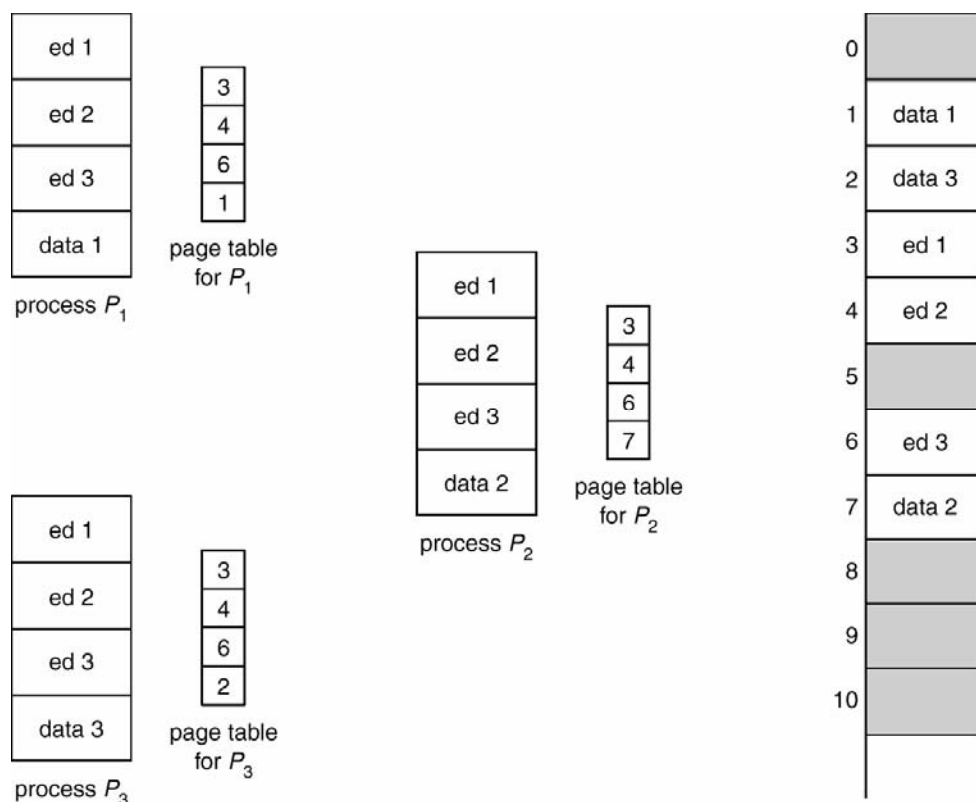 ed 1
ed 2
ed 3
data 1
process P1
3
4
6
1
page table
for P1
ed 1
ed 2
ed 3
data 2
process P2
3
4
6
7
page table
for P2
ed 1
ed 2
ed 3
data 3
process P3
3
4
6
2
page table
for P3
0
1 data 1
2 data 3
3 ed 1
4 ed 2
5
6 ed 3
7 data 2
8
9
10